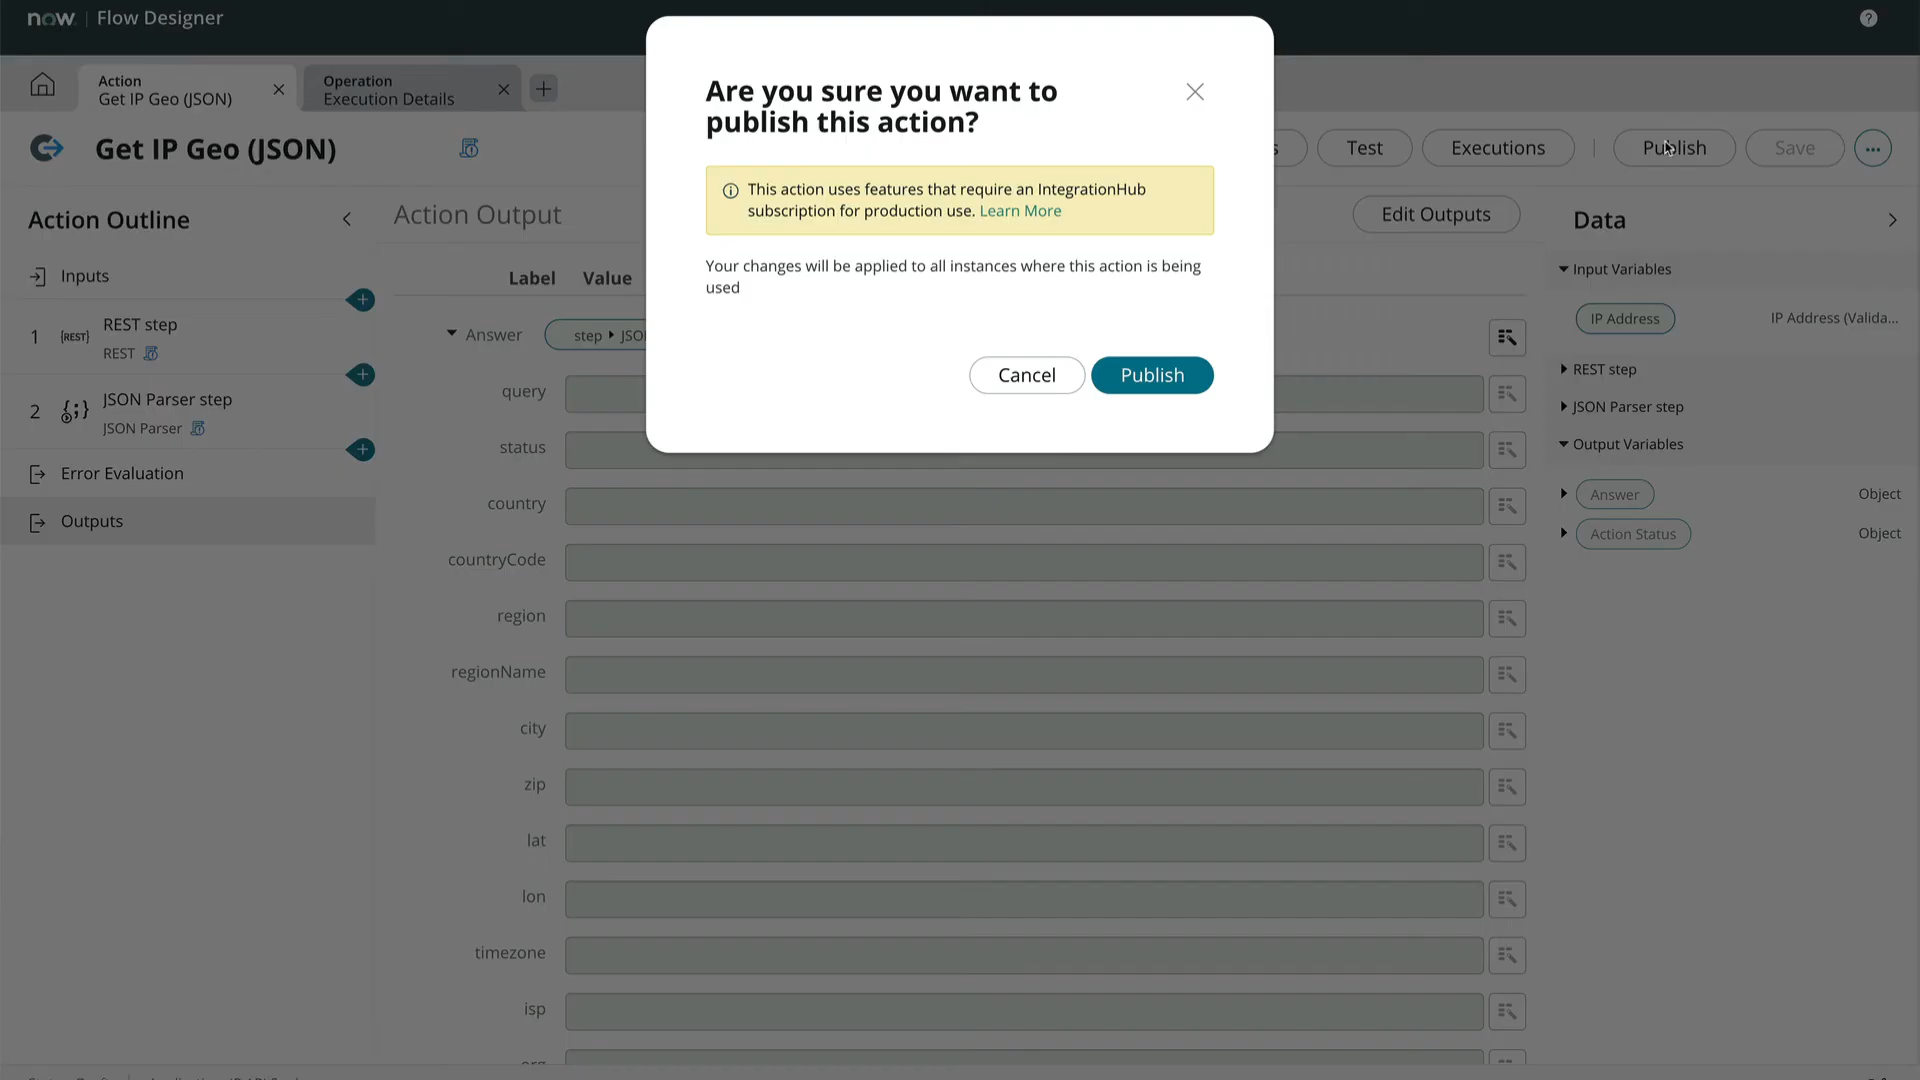 now
Flow Designer
Action
Get IP Geo (JSON)
Operation
Execution Details
Get IP Geo (JSON)
Test
Executions
Publish
Save
Action Outline
Inputs
1
{REST}
REST step
REST
2
JSON Parser step
JSON Parser
Error Evaluation
Outputs
Action Output
Edit Outputs
Label
Value
Answer
step
query
status
country
countryCode
region
regionName
city
zip
lat
lon
timezone
isp
Are you sure you want to
publish this action?
This action uses features that require an IntegrationHub
subscription for production use. Learn More
Your changes will be applied to all instances where this action is being
used
Cancel
Publish
Data
Input Variables
IP Address
IP Address (Valida...
REST step
JSON Parser step
Output Variables
Answer
Object
Action Status
Object